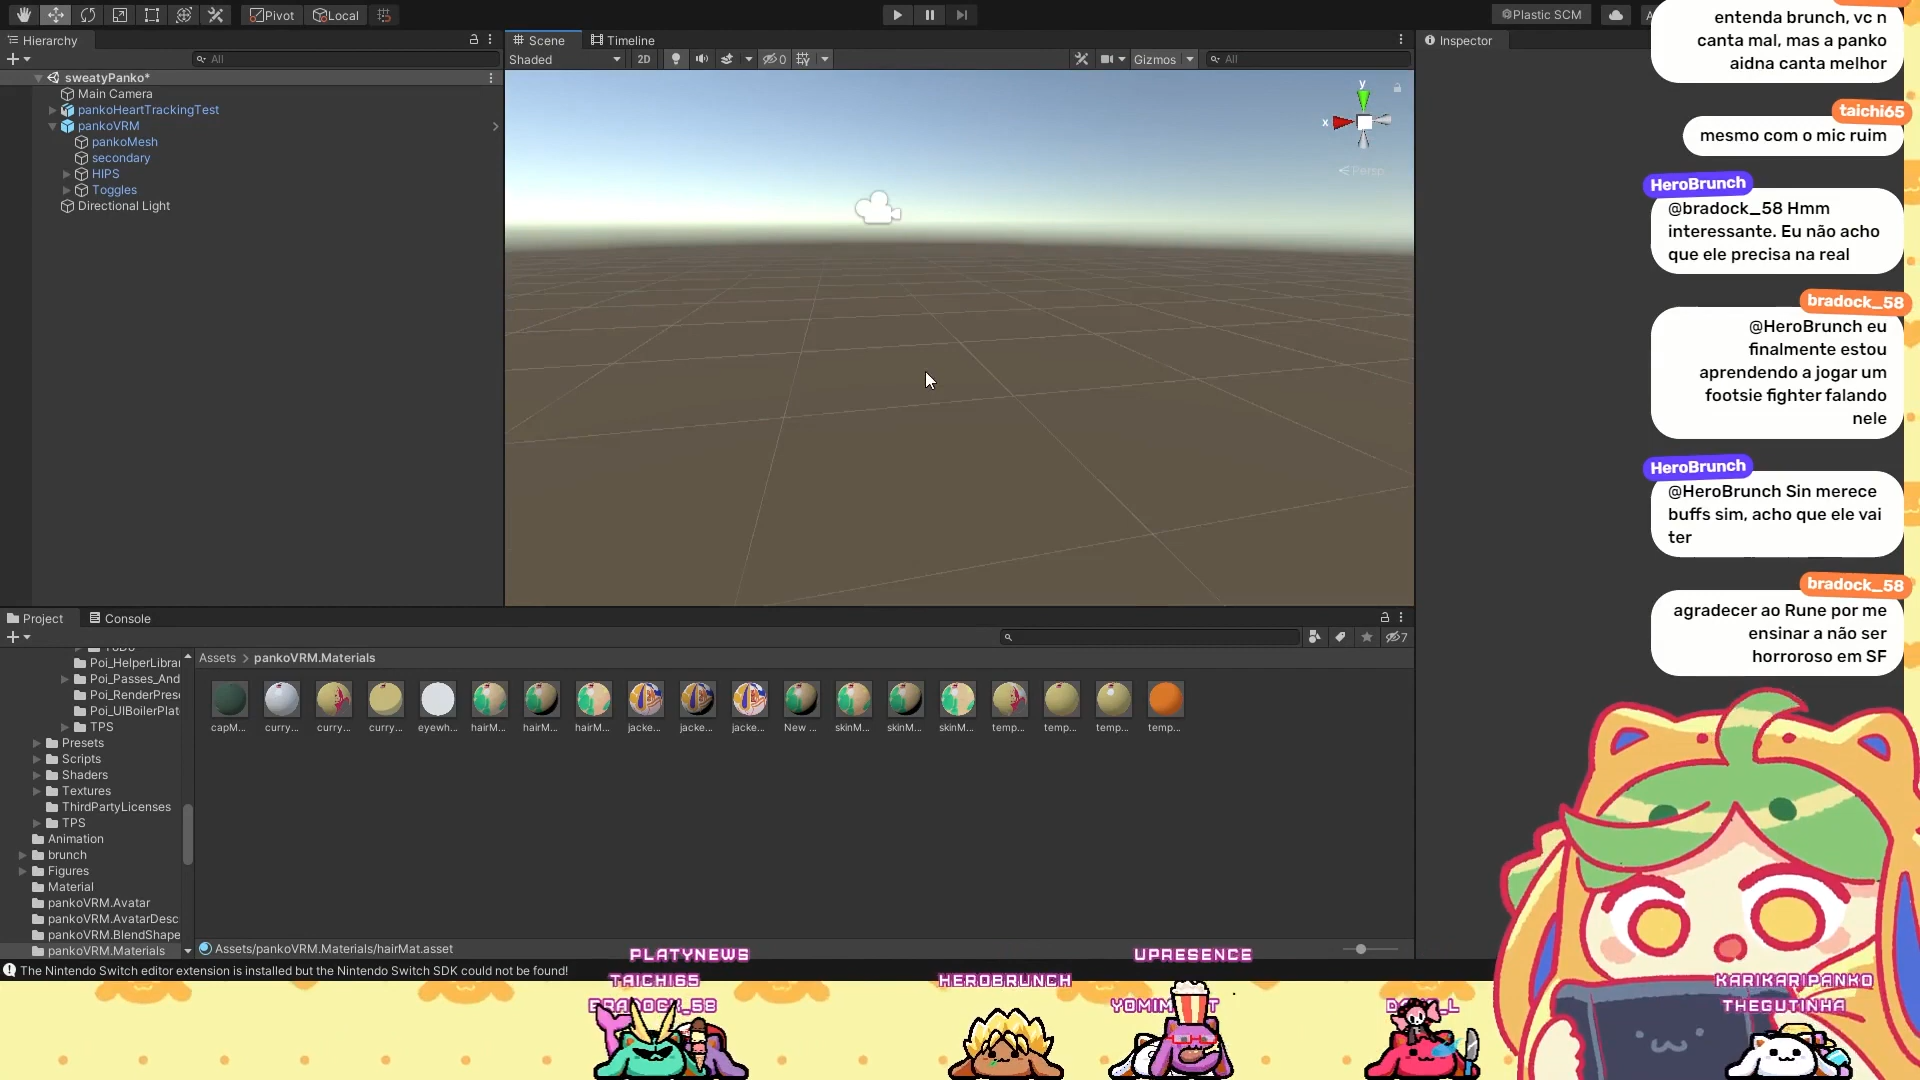 Pivot
Local
Plastic SCM
Hierarchy
All
sweatyPanko*
Main Camera
pankoHeartTrackingTest
pankoVRM
pankoMesh
secondary
HIPS
Toggles
Directional Light
Scene
Timeline
Shaded
2D
0
Gizmos
All
y
x
Persp
Inspector
entenda brunch, vc n
canta mal, mas a panko
aidna canta melhor
taichi65
mesmo com o mic ruim
HeroBrunch
@bradock_58 Hmm
interessante. Eu não acho
que ele precisa na real
bradock_58
@HeroBrunch eu
finalmente estou
aprendendo a jogar um
footsie fighter falando
nele
HeroBrunch
@HeroBrunch Sin merece
buffs sim, acho que ele vai
ter
bradock_58
agradecer ao Rune por me
ensinar a não ser
horroroso em SF
Project
Console
7
Poi_HelperLibrar
Poi_Passes_And
Poi_RenderPrese
Poi_UIBoilerPlat
TPS
Presets
Scripts
Shaders
Textures
ThirdPartyLicenses
TPS
Animation
brunch
Figures
Material
pankoVRM.Avatar
pankoVRM.AvatarDesc
pankoVRM.BlendShape
pankoVRM.Materials
Assets > pankoVRM.Materials
capM...
curry...
curry...
curry...
eyewh...
hairM...
hairM...
hairM...
jacke...
jacke...
jacke...
New ...
skinM...
skinM...
skinM...
temp...
temp...
temp...
temp...
Assets/pankoVRM.Materials/hairMat.asset
The Nintendo Switch editor extension is installed but the Nintendo Switch SDK could not be found!
PLATYNEWS
TAICHI65
BRADOCK_58
HEROBRUNCH
UPRESENCE
KARIKARIPANKO
THEGUTINHA